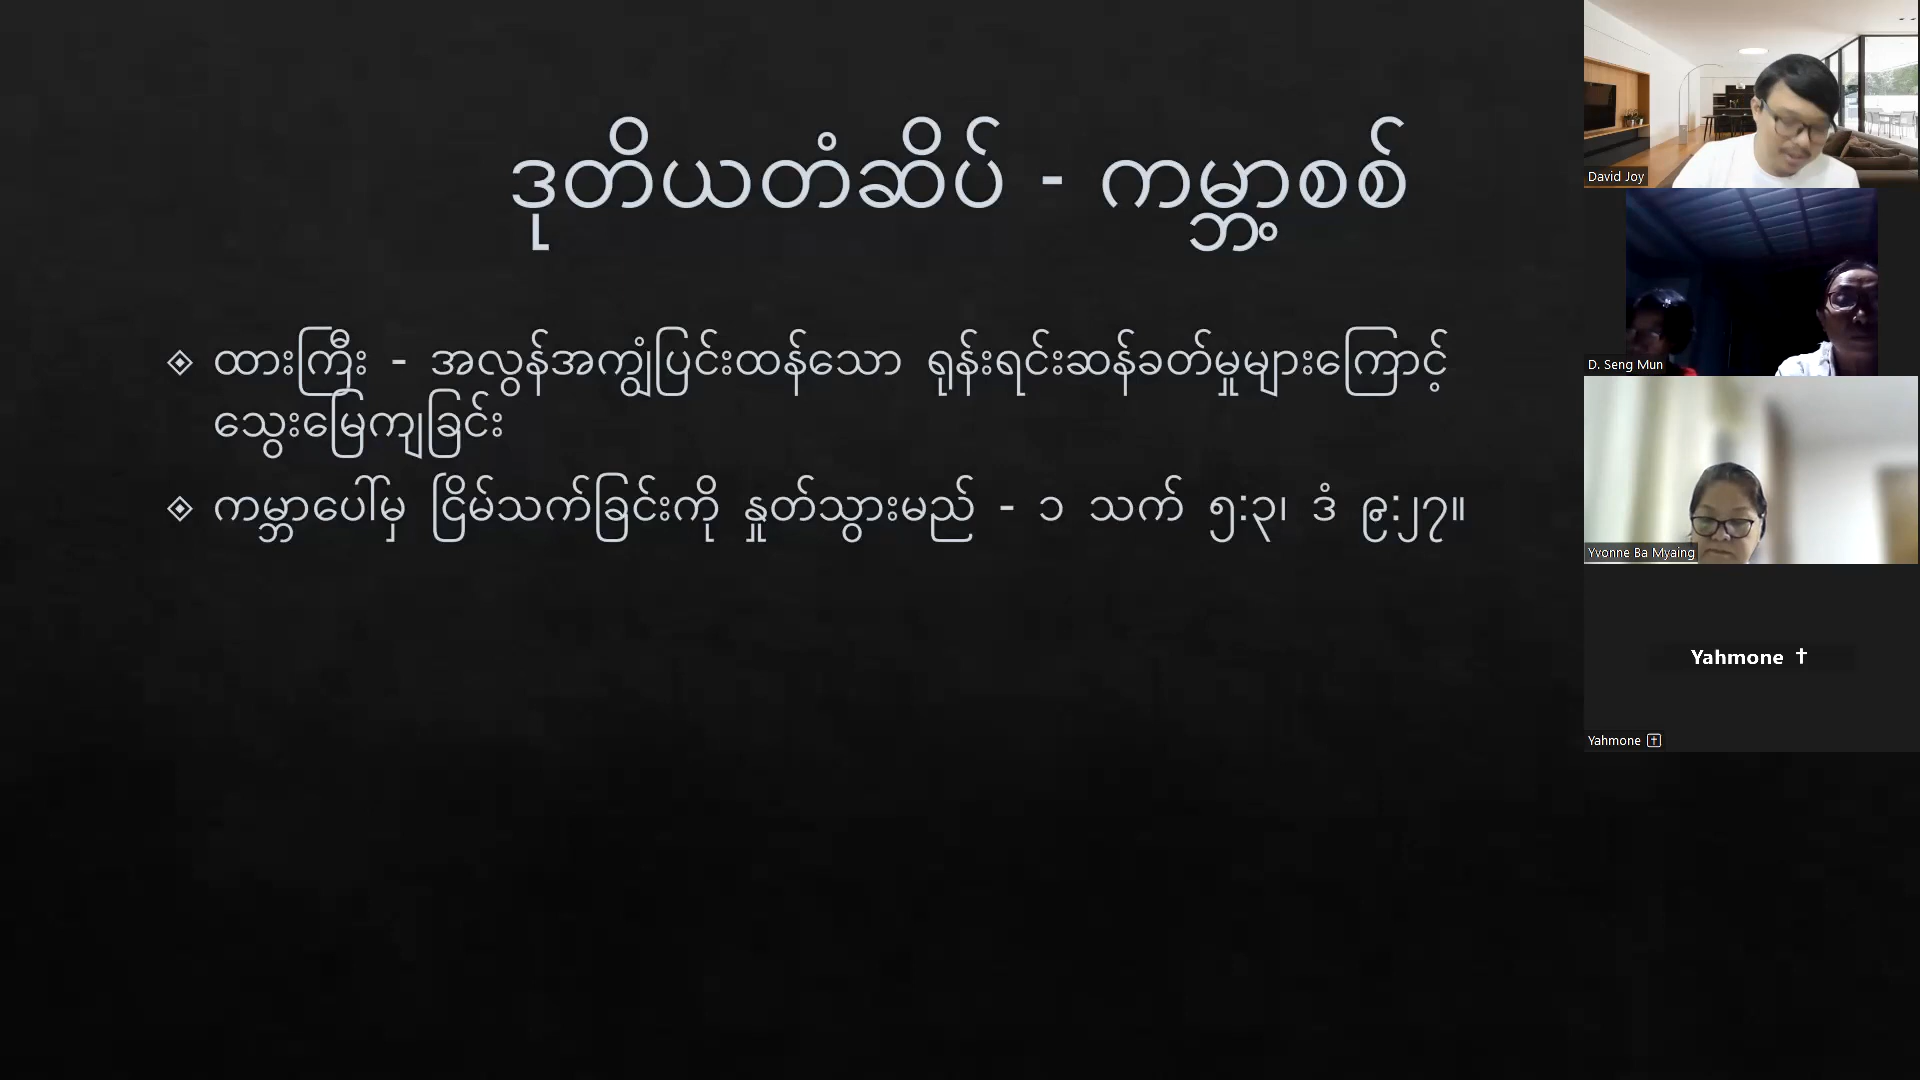 ဒုတိယတံဆိပ် - ကမ္ဘာ့စစ်
ထားကြီး - အလွန်အကျွံပြင်းထန်သော ရုန်းရင်းဆန်ခတ်မှုများကြောင့်
သွေးမြေကျခြင်း
ကမ္ဘာပေါ်မှ ငြိမ်သက်ခြင်းကို နှုတ်သွားမည် - ၁ သက် ၅:၃၊ ဒံ ၉:၂၇။
David Joy
D. Seng Mun
Yvonne Ba Myaing
Yahmone ✝
Yahmone ✝